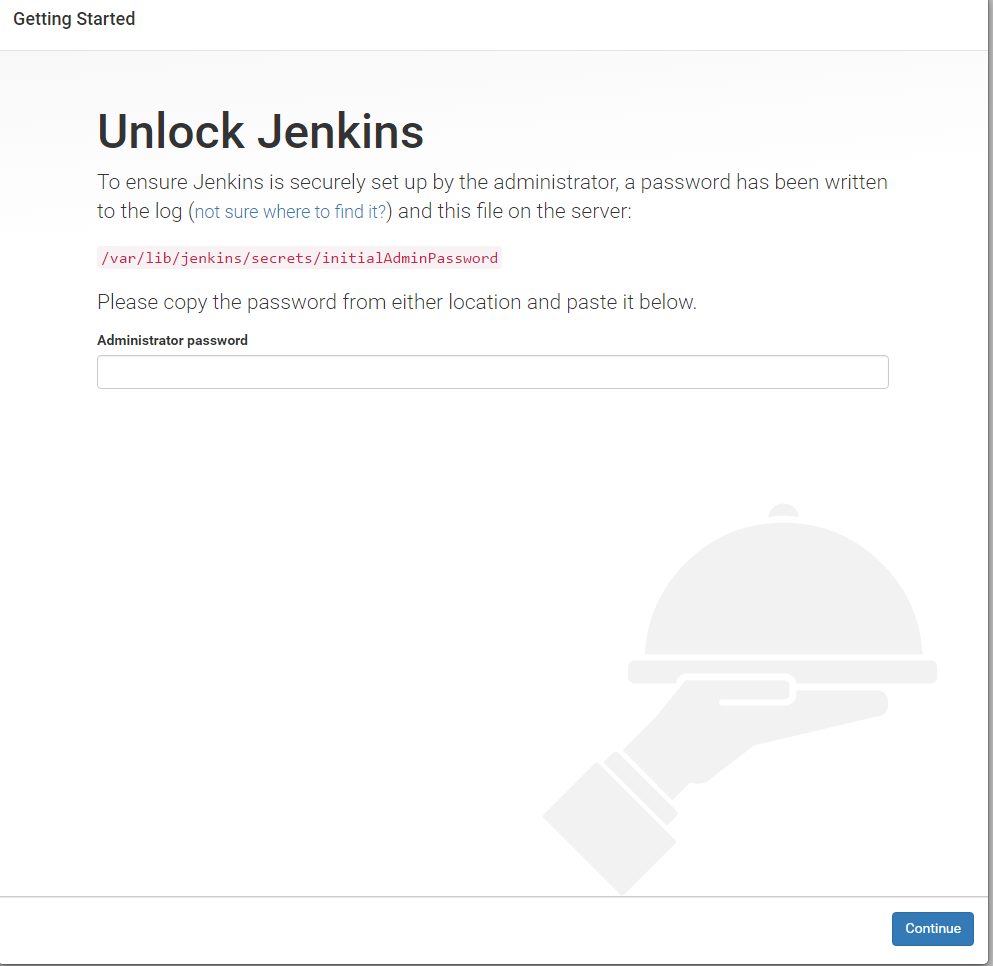 Getting Started
Unlock Jenkins
To ensure Jenkins is securely set up by the administrator, a password has been written
to the log (not sure where to find it?) and this file on the server:
/var/lib/jenkins/secrets/initialAdminPassword
Please copy the password from either location and paste it below.
Administrator password
Continue